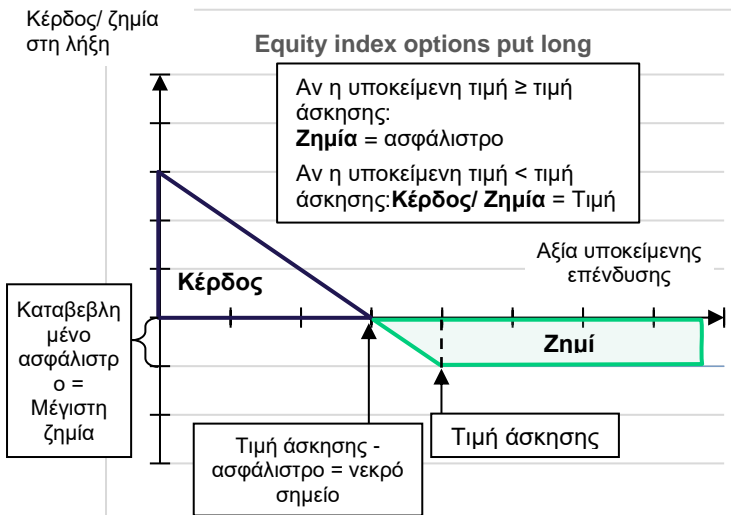 Κέρδος/ ζημία
στη λήξη
Equity index options put long
Αν η υποκείμενη τιμή ≥ τιμή
άσκησης:
Ζημία = ασφάλιστρο
Αν η υποκείμενη τιμή < τιμή
άσκησης:Κέρδος/ Ζημία = Τιμή
Αξία υποκείμενης
επένδυσης
Κέρδος
Καταβεβλη
μένο
ασφάλιστρ
ο =
Μέγιστη
ζημία
Ζημί
Τιμή άσκησης -
ασφάλιστρο = νεκρό
σημείο
Τιμή άσκησης